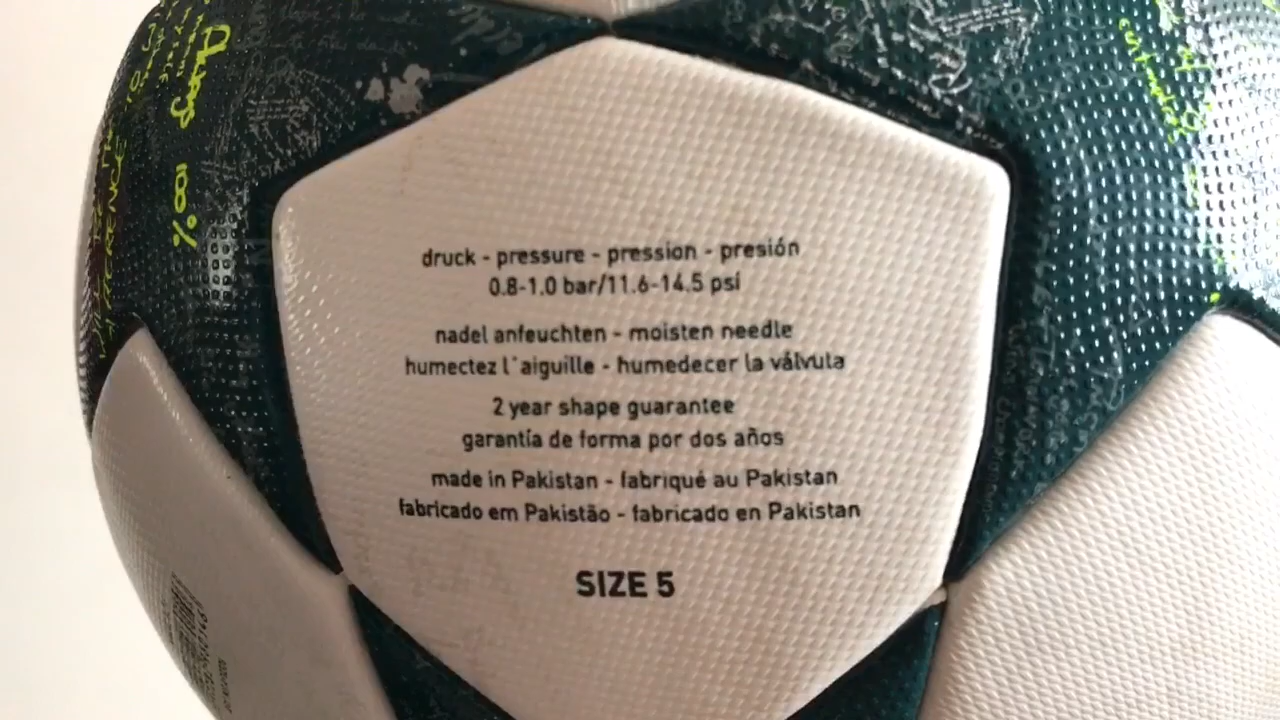 druck - pressure - pression - presión
0.8-1.0 bar/11.6-14.5 psi
nadel anfeuchten - moisten needle
humectez l´aiguille - humedecer la válvula
2 year shape guarantee
garantía de forma por dos años
made in Pakistan - fabriqué au Pakistan
fabricado em Pakistão - fabricado en Pakistan
SIZE 5
100%